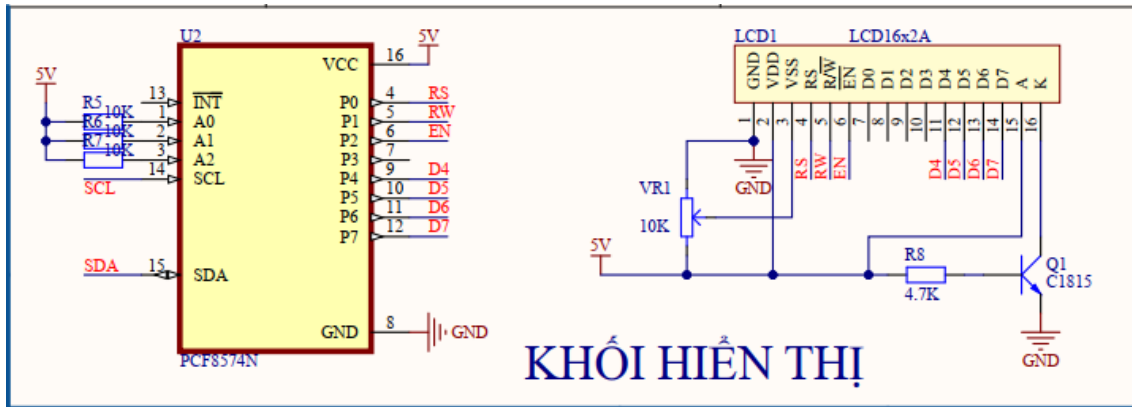 U2
PCF8574N
5V
R5
10K
R6
10K
R7
10K
13
INT
1
A0
2
A1
3
A2
14
SCL
SCL
15
SDA
SDA
VCC
16
5V
P0
4
RS
P1
5
RW
P2
6
EN
P3
7
P4
9
D4
P5
10
D5
P6
11
D6
P7
12
D7
GND
8
GND
LCD1
LCD16x2A
GND VDD VSS RS R/W EN D0 D1 D2 D3 D4 D5 D6 D7 A K
1 2 3 4 5 6 7 8 9 10 11 12 13 14 15 16
RS RW EN D4 D5 D6 D7
GND
VR1
10K
5V
R8
4.7K
Q1
C1815
GND
KHỐI HIỂN THỊ